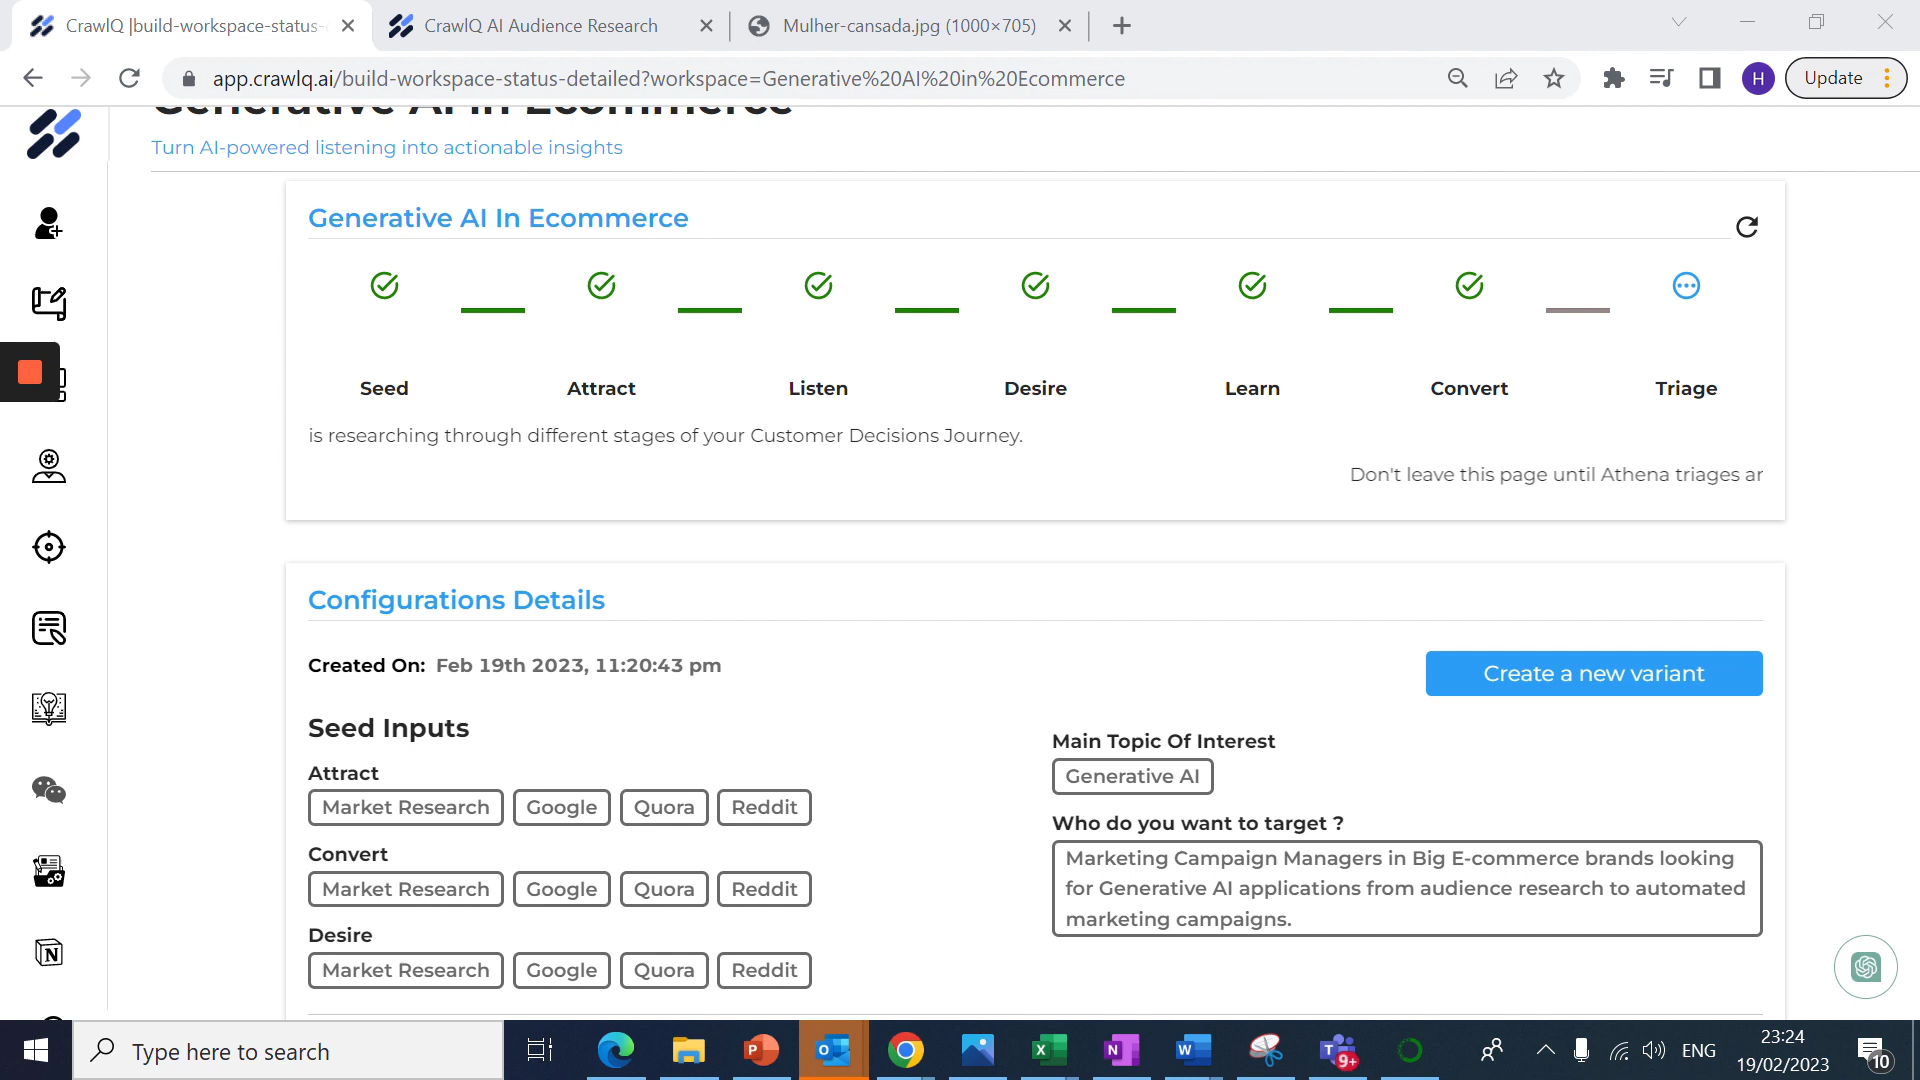 CrawlQ |build-workspace-status-
CrawlQ AI Audience Research
Mulher-cansada.jpg (1000×705)
app.crawlq.ai/build-workspace-status-detailed?workspace=Generative%20AI%20in%20Ecommerce
H
Update
Generative AI In Ecommerce
Turn AI-powered listening into actionable insights
Generative AI In Ecommerce
Seed
Attract
Listen
Desire
Learn
Convert
Triage
is researching through different stages of your Customer Decisions Journey.
Don't leave this page until Athena triages ar
Configurations Details
Created On: Feb 19th 2023, 11:20:43 pm
Create a new variant
Seed Inputs
Attract
Market Research Google Quora Reddit
Convert
Market Research Google Quora Reddit
Desire
Market Research Google Quora Reddit
Main Topic Of Interest
Generative AI
Who do you want to target ?
Marketing Campaign Managers in Big E-commerce brands looking
for Generative AI applications from audience research to automated
marketing campaigns.
N
Type here to search
P
O
X
N
W
T
9+
ENG
23:24
19/02/2023
10